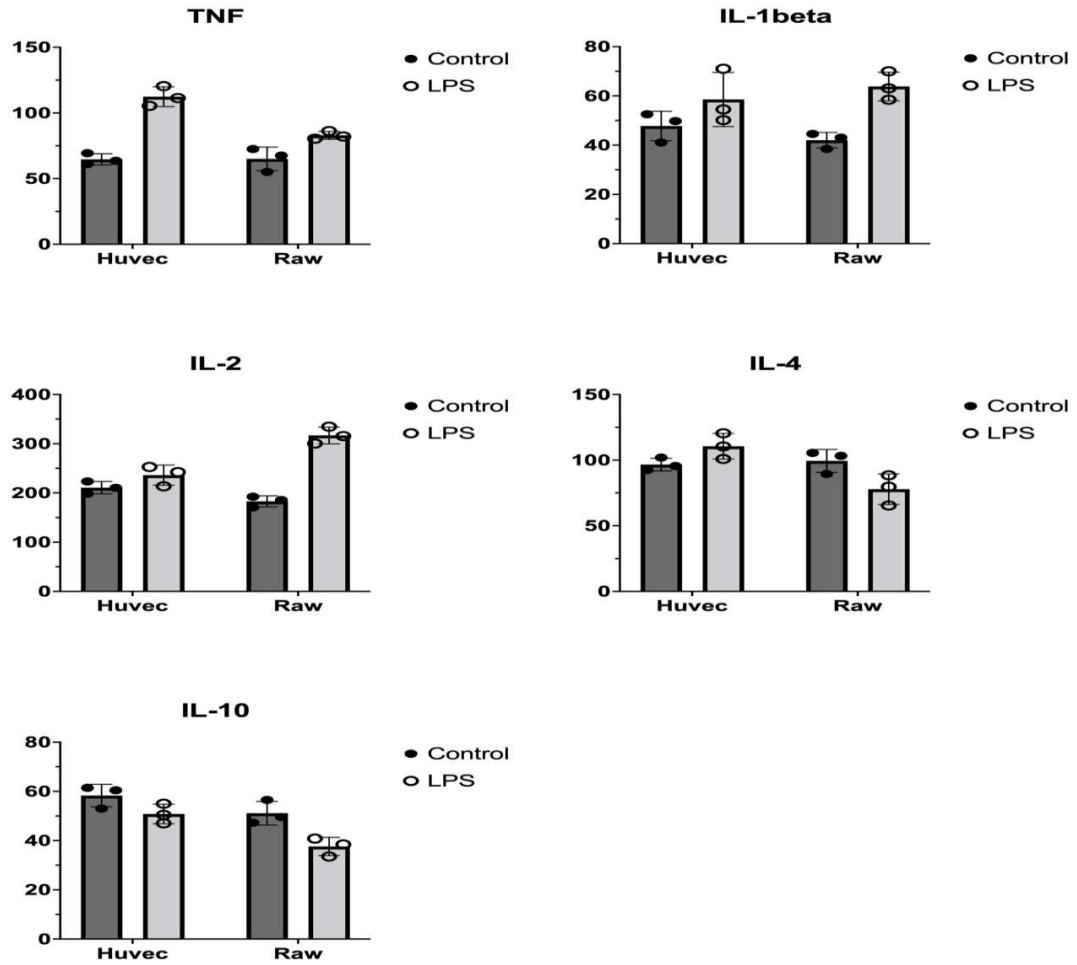 TNF
150
100
50
0
Huvec Raw
Control
LPS
IL-1beta
80
60
40
20
0
Huvec Raw
Control
LPS
IL-2
400
300
200
100
0
Huvec Raw
Control
LPS
IL-4
150
100
50
0
Huvec Raw
Control
LPS
IL-10
80
60
40
20
0
Huvec Raw
Control
LPS